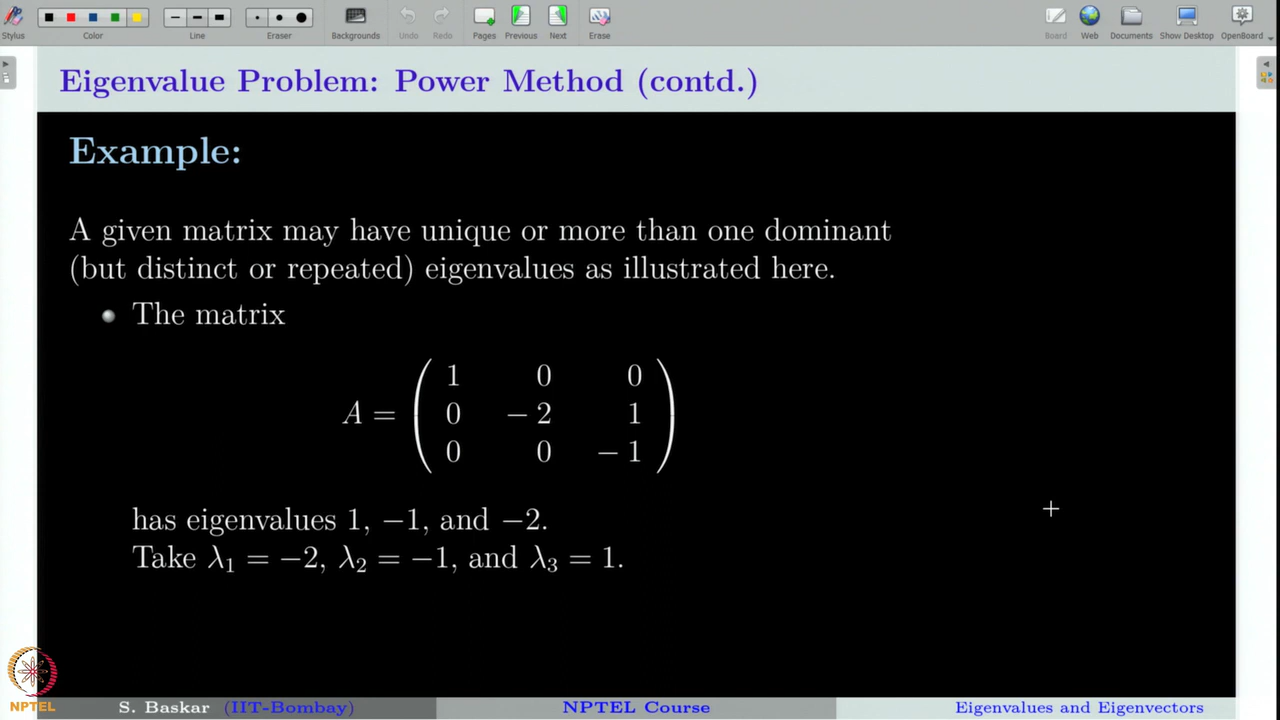 Stylus
Color
Line
Eraser
Backgrounds
Undo
Redo
Pages
Previous
Next
Erase
Board
Web
Documents
Show Desktop
OpenBoard
Eigenvalue Problem: Power Method (contd.)
Example:
A given matrix may have unique or more than one dominant
(but distinct or repeated) eigenvalues as illustrated here.
The matrix
A = ( 1 0 0
0 −2 1
0 0 −1 )
has eigenvalues 1, −1, and −2.
Take λ₁ = −2, λ₂ = −1, and λ₃ = 1.
NPTEL
S. Baskar (IIT-Bombay)
NPTEL Course
Eigenvalues and Eigenvectors